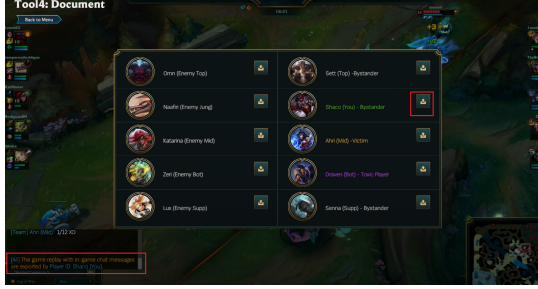 Tool4: Document
Back to Menu
Ornn (Enemy Top)
Sett (Top) -Bystander
Naafiri (Enemy Jung)
Shaco (You) - Bystander
Katarina (Enemy Mid)
Ahri (Mid) -Victim
Zeri (Enemy Bot)
Draven (Bot) - Toxic Player
Lux (Enemy Supp)
Senna (Supp) - Bystander
[Team] Ahri (Mid): 1/12 XD
[All] The game replay with in-game chat messages
are exported by Player (0: Shaco [You].